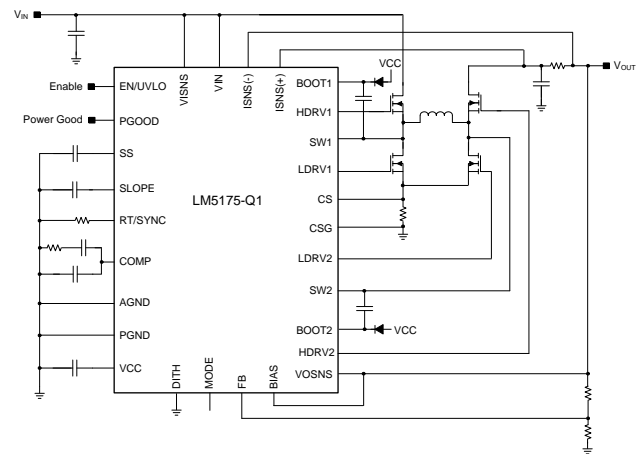 VIN
VOUT
VISNS
VIN
ISNS(-)
ISNS(+)
VCC
Enable
EN/UVLO
BOOT1
Power Good
PGOOD
HDRV1
SS
SW1
SLOPE
LDRV1
LM5175-Q1
RT/SYNC
CS
CSG
COMP
LDRV2
AGND
SW2
PGND
BOOT2
VCC
HDRV2
VCC
VOSNS
DITH
MODE
FB
BIAS